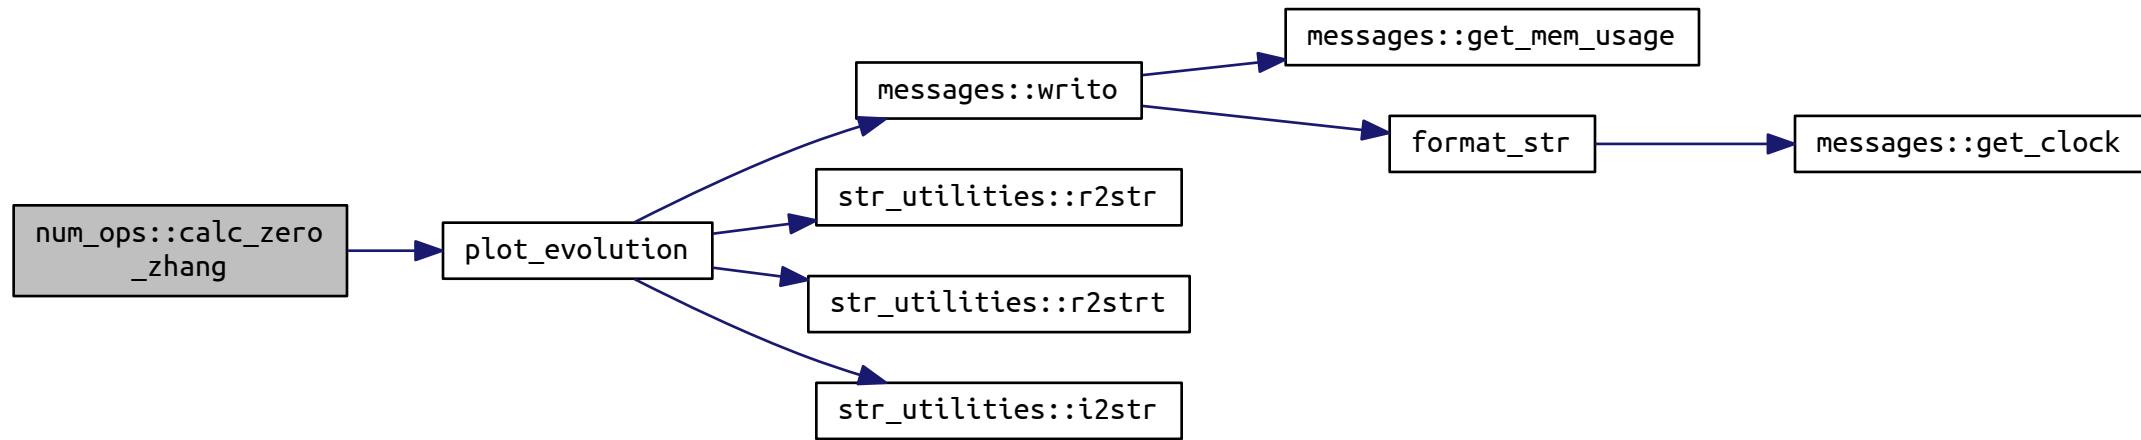 num_ops::calc_zero
_zhang
plot_evolution
messages::writo
str_utilities::r2str
str_utilities::r2strt
str_utilities::i2str
messages::get_mem_usage
format_str
messages::get_clock